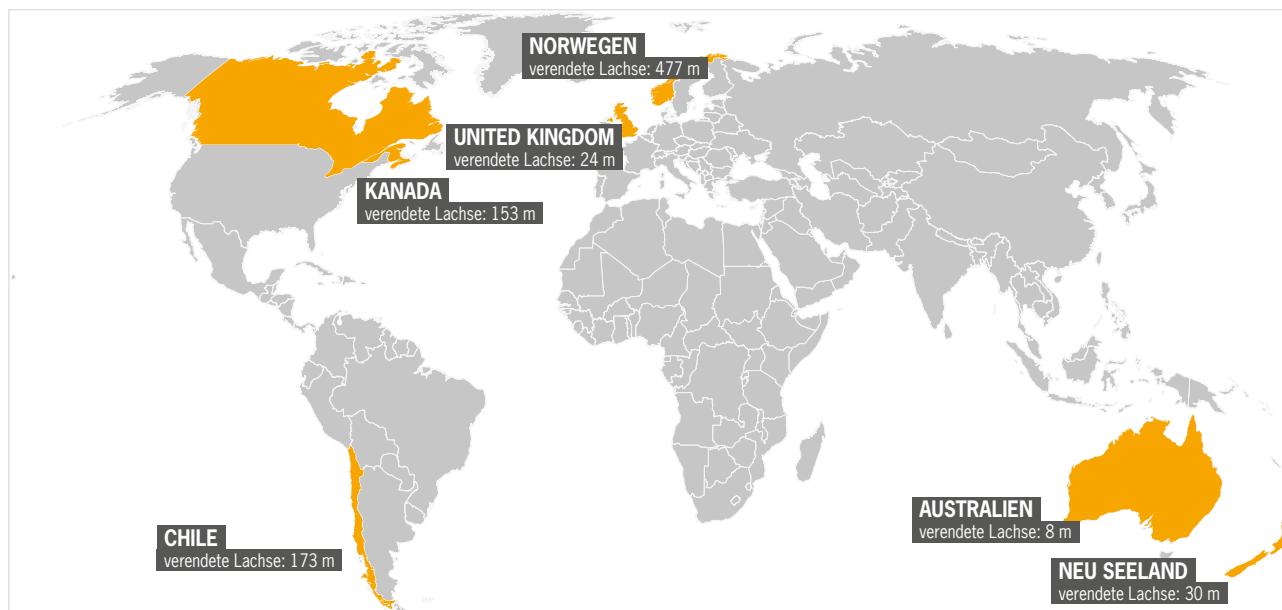 NORWEGEN
verendete Lachse: 477 m
UNITED KINGDOM
verendete Lachse: 24 m
KANADA
verendete Lachse: 153 m
CHILE
verendete Lachse: 173 m
AUSTRALIEN
verendete Lachse: 8 m
NEU SEELAND
verendete Lachse: 30 m